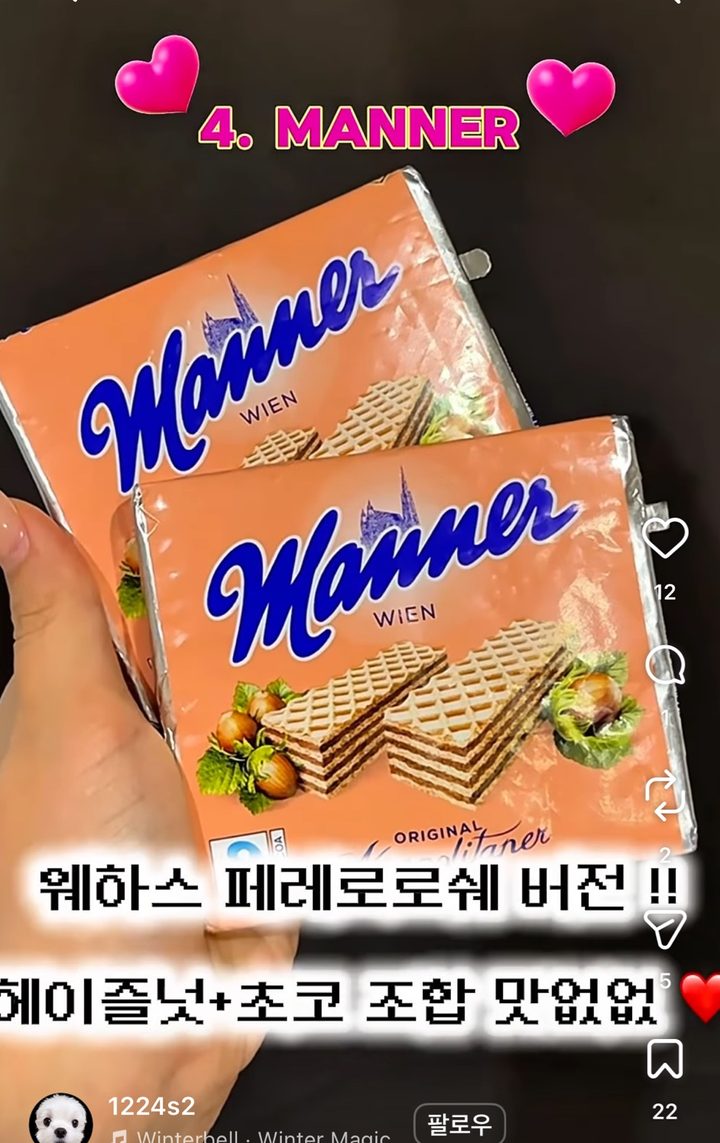 4. MANNER
Manner
WIEN
Manner
WIEN
ORIGINAL
Neapolitaner
웨하스 페레로로쉐 버전 !!
헤이즐넛+초코 조합 맛없없
12
1
2
5
22
1224s2
Winterbell · Winter Magic
팔로우